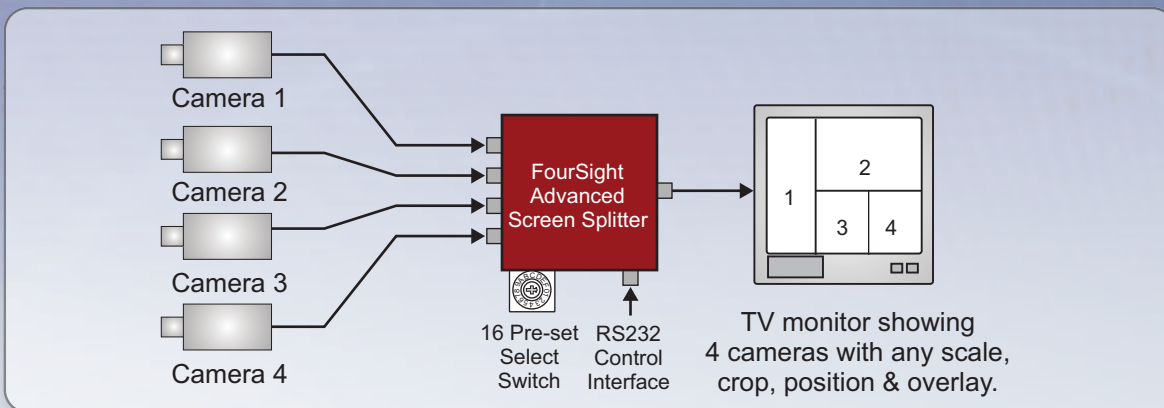 Camera 1
Camera 2
Camera 3
Camera 4
FourSight
Advanced
Screen Splitter
16 Pre-set
Select
Switch
RS232
Control
Interface
1
2
3
4
TV monitor showing
4 cameras with any scale,
crop, position & overlay.